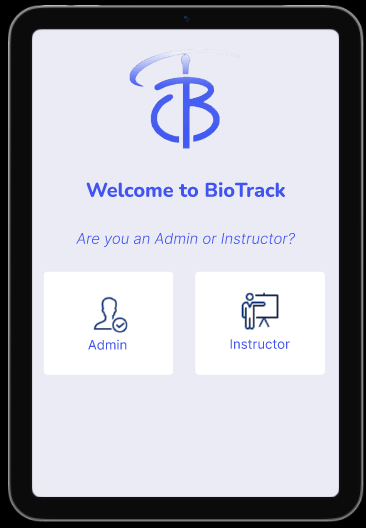 Welcome to BioTrack
Are you an Admin or Instructor?
Admin
Instructor